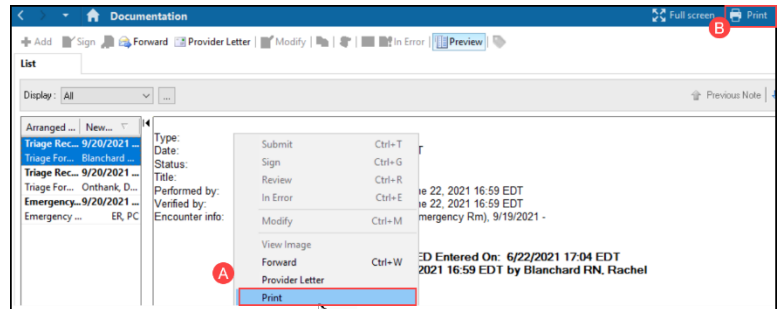 Documentation
Full screen Print
B
Add Sign Forward Provider Letter Modify In Error Preview
List
Display: All ... Previous Note
Arranged ... New...
Triage Rec... 9/20/2021 ...
Triage For... Blanchard ...
Triage Rec... 9/20/2021 ...
Triage For... Onthank, D...
Emergency...9/20/2021 ...
Emergency ... ER, PC
Type:
Date:
Status:
Title:
Performed by: ne 22, 2021 16:59 EDT
Verified by: ne 22, 2021 16:59 EDT
Encounter info: mergency Rm), 9/19/2021 -
ED Entered On: 6/22/2021 17:04 EDT
2021 16:59 EDT by Blanchard RN, Rachel
Submit Ctrl+T
Sign Ctrl+G
Review Ctrl+R
In Error Ctrl+E
Modify Ctrl+M
View Image
Forward Ctrl+W
A
Provider Letter
Print